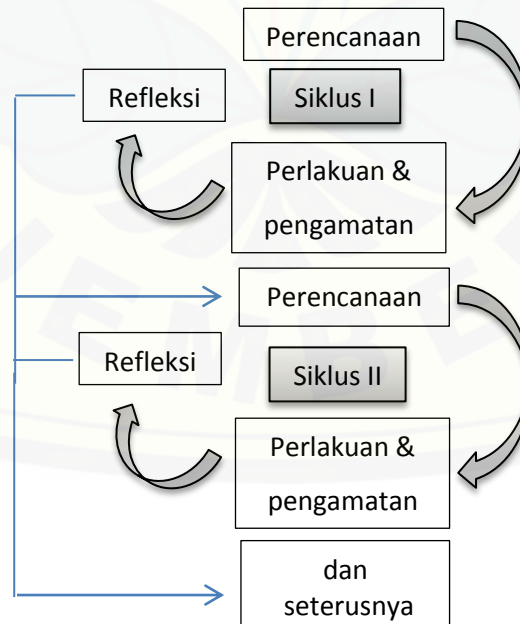 Perencanaan
Refleksi
Siklus I
Perlakuan &
pengamatan
Perencanaan
Refleksi
Siklus II
Perlakuan &
pengamatan
dan
seterusnya